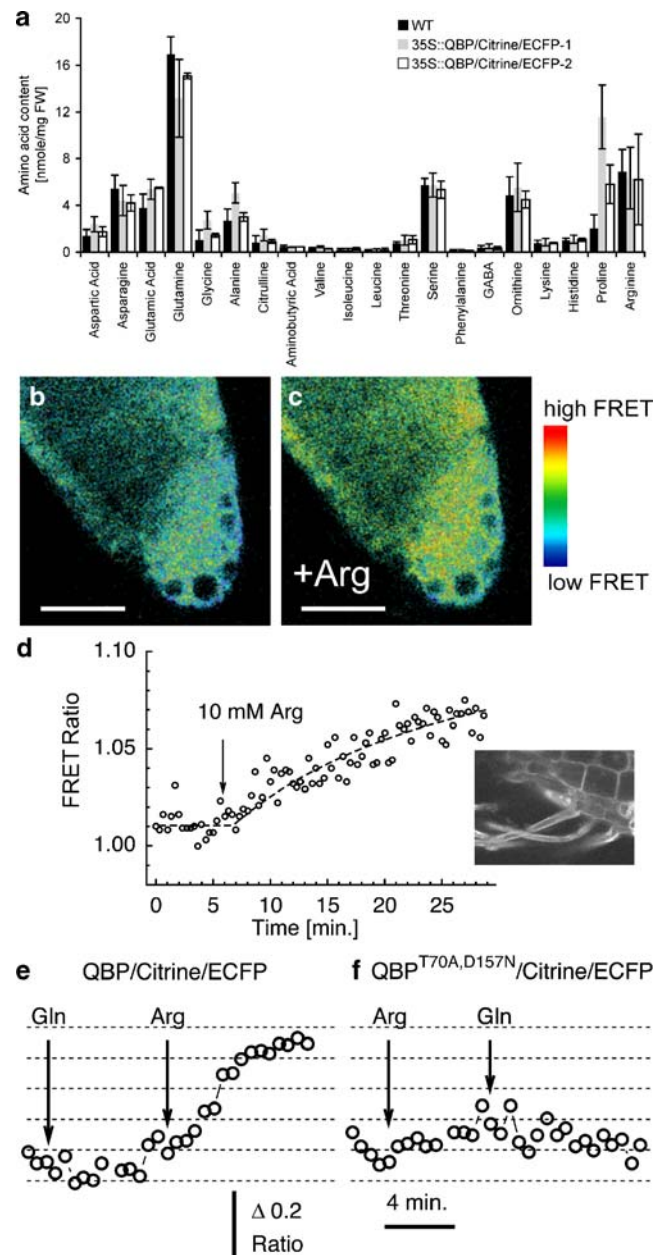 a
WT
35S::QBP/Citrine/ECFP-1
35S::QBP/Citrine/ECFP-2
Amino acid content
[nmole/mg FW]
20
16
12
8
4
0
Aspartic Acid
Asparagine
Glutamic Acid
Glutamine
Glycine
Alanine
Citrulline
Aminobutyric Acid
Valine
Isoleucine
Leucine
Threonine
Serine
Phenylalanine
GABA
Ornithine
Lysine
Histidine
Proline
Arginine
b
c
+Arg
high FRET
low FRET
d
FRET Ratio
1.10
1.05
1.00
10 mM Arg
0 5 10 15 20 25
Time [min.]
e QBP/Citrine/ECFP
Gln Arg
Δ 0.2
Ratio
f QBP^T70A,D157N/Citrine/ECFP
Arg Gln
4 min.